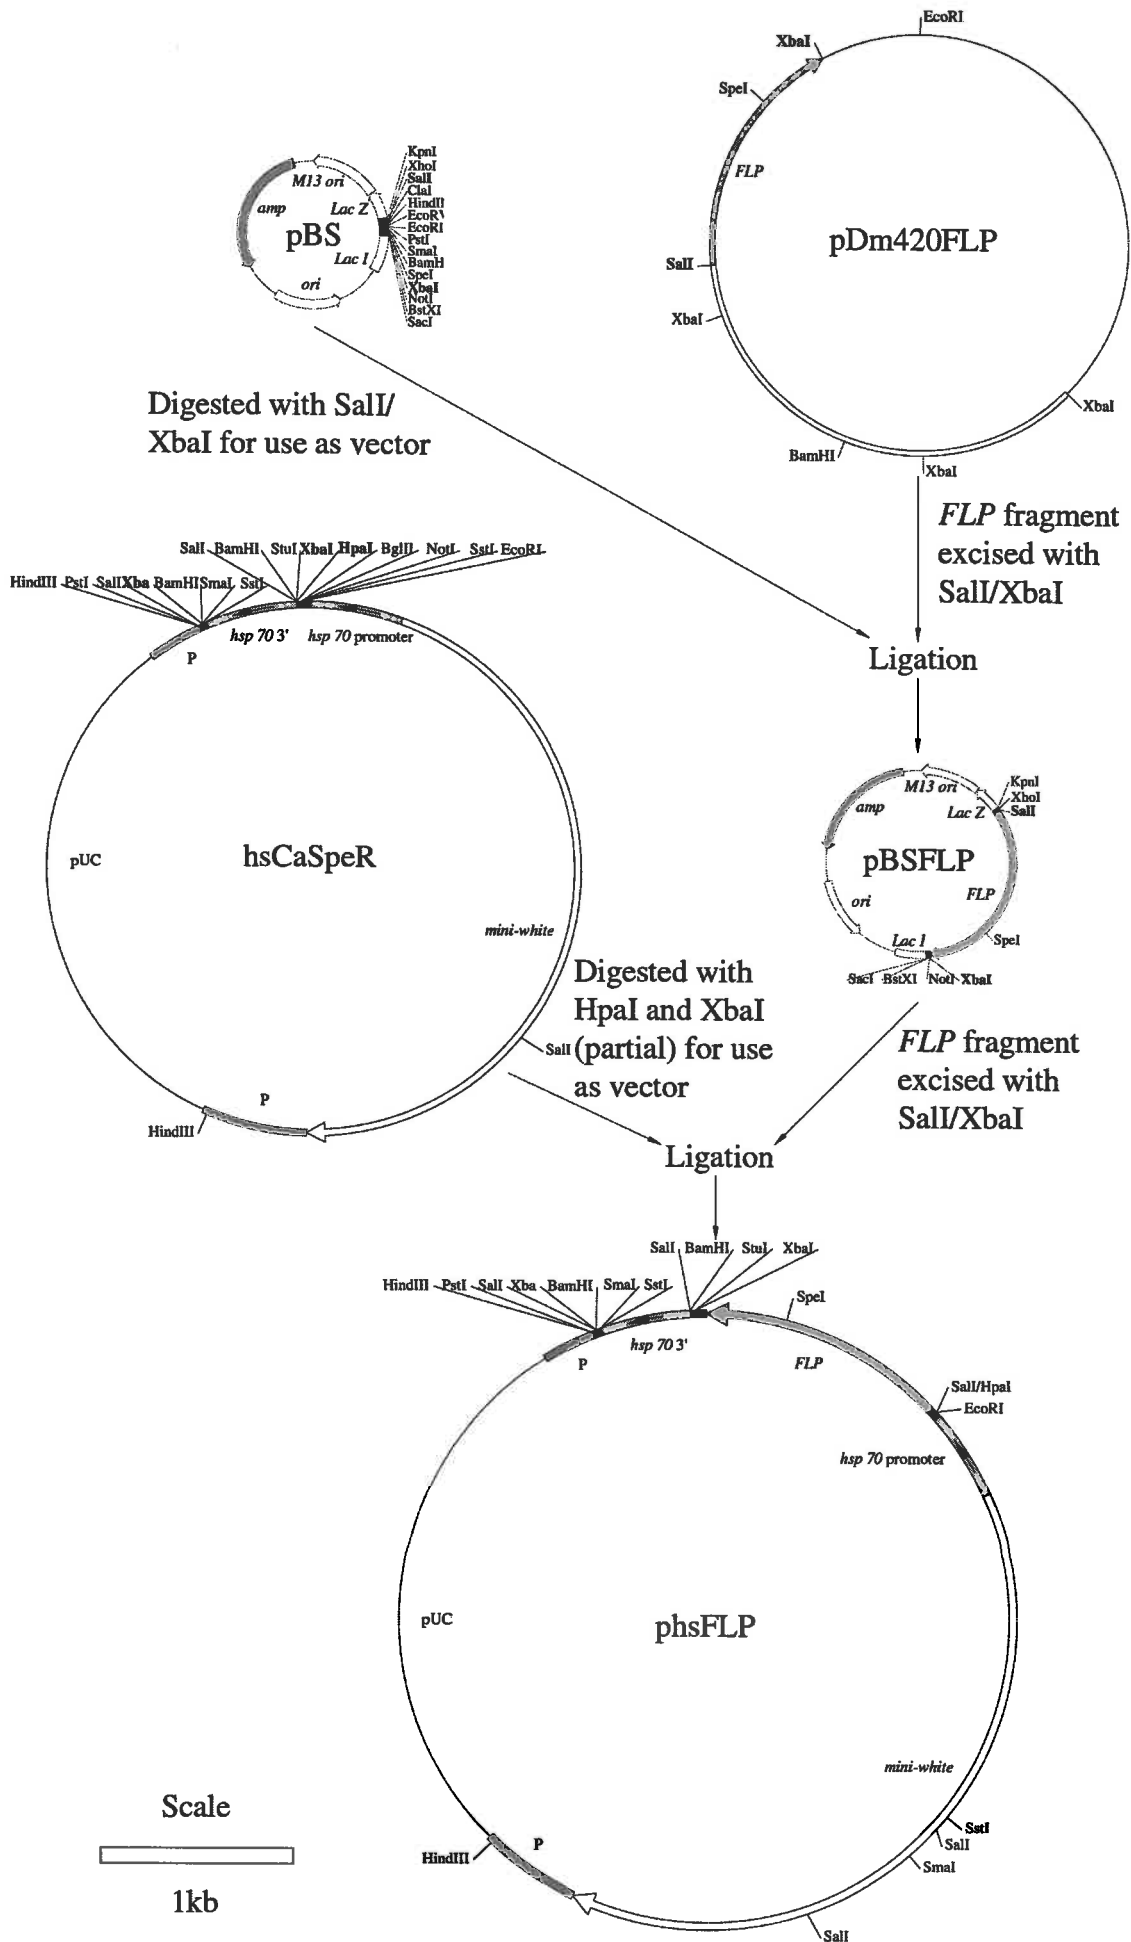 EcoRI
XbaI
SpeI
FLP
pDm420FLP
SalI
XbaI
XbaI
BamHI
XbaI
KpnI
XhoI
SalI
ClaI
HindII
EcoRV
EcoRI
PstI
SmaI
BamH
SpeI
XbaI
NotI
BstXI
SacI
M13 ori
amp
Lac Z
pBS
Lac I
ori
Digested with SalI/
XbaI for use as vector
FLP fragment
excised with
SalI/XbaI
Ligation
SalI BamHI StuI XbaI HpaI BglII NotI SstI EcoRI
HindIII PstI SalI Xba BamHI SmaI SstI
hsp 70 3' hsp 70 promoter
P
pUC
hsCaSpeR
mini-white
SalI
P
HindIII
KpnI
XhoI
SalI
M13 ori
Lac Z
amp
pBSFLP
FLP
ori
SpeI
Lac I
SacI BstXI NotI XbaI
Digested with
HpaI and XbaI
(partial) for use
as vector
FLP fragment
excised with
SalI/XbaI
Ligation
SalI BamHI StuI XbaI
HindIII PstI SalI Xba BamHI SmaI SstI
SpeI
hsp 70 3'
P
FLP
SalI/HpaI
EcoRI
hsp 70 promoter
pUC
phsFLP
mini-white
SstI
SalI
SmaI
SalI
P
HindIII
Scale
1kb